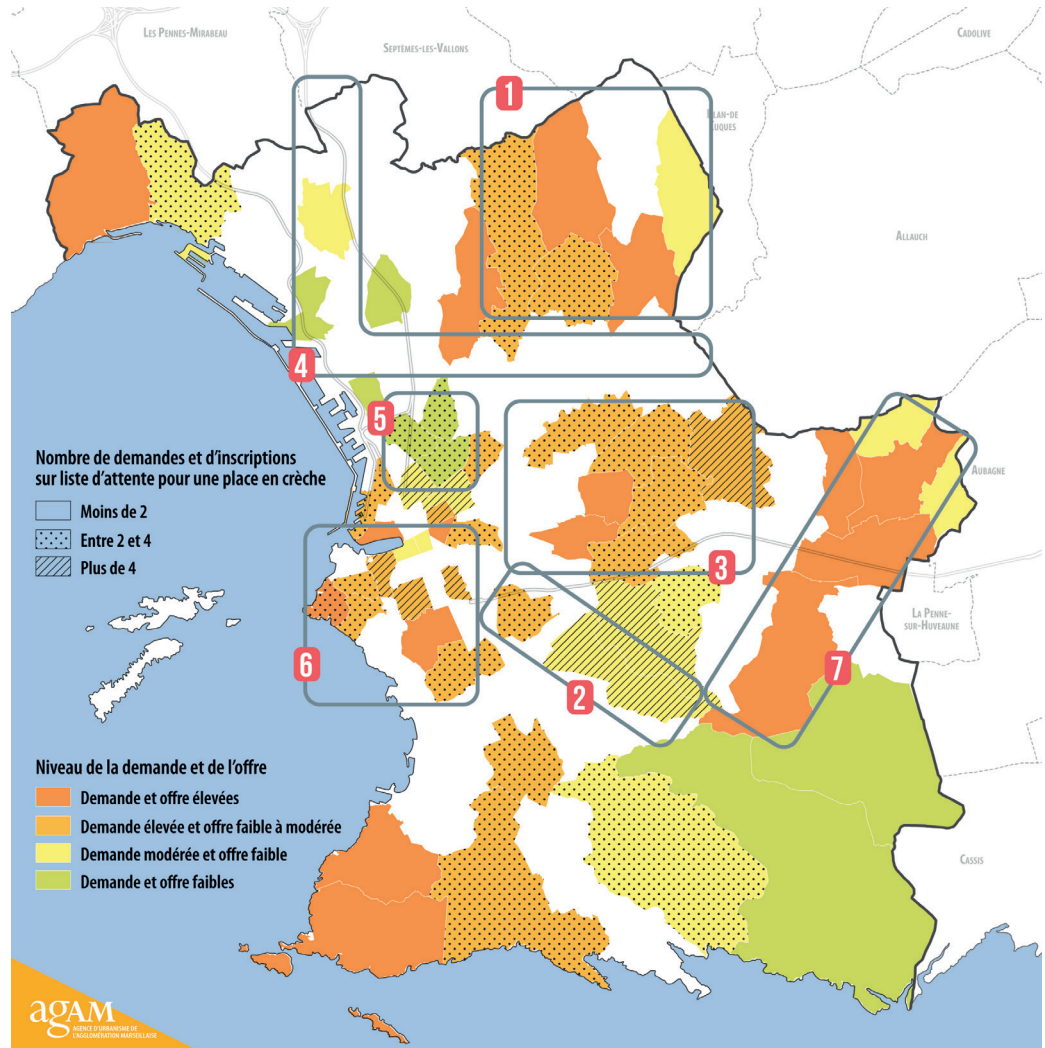 Les Pennes-Mirabeau
Septèmes-les-Vallons
Cadolive
1
Plan-de-Cuques
Allauch
4
5
Nombre de demandes et d'inscriptions
sur liste d'attente pour une place en crèche
Moins de 2
Entre 2 et 4
Plus de 4
Aubagne
3
La Penne-
sur-Huveaune
6
2
7
Niveau de la demande et de l'offre
Demande et offre élevées
Demande élevée et offre faible à modérée
Demande modérée et offre faible
Demande et offre faibles
Cassis
agAM
AGENCE D'URBANISME DE
L'AGGLOMÉRATION MARSEILLAISE